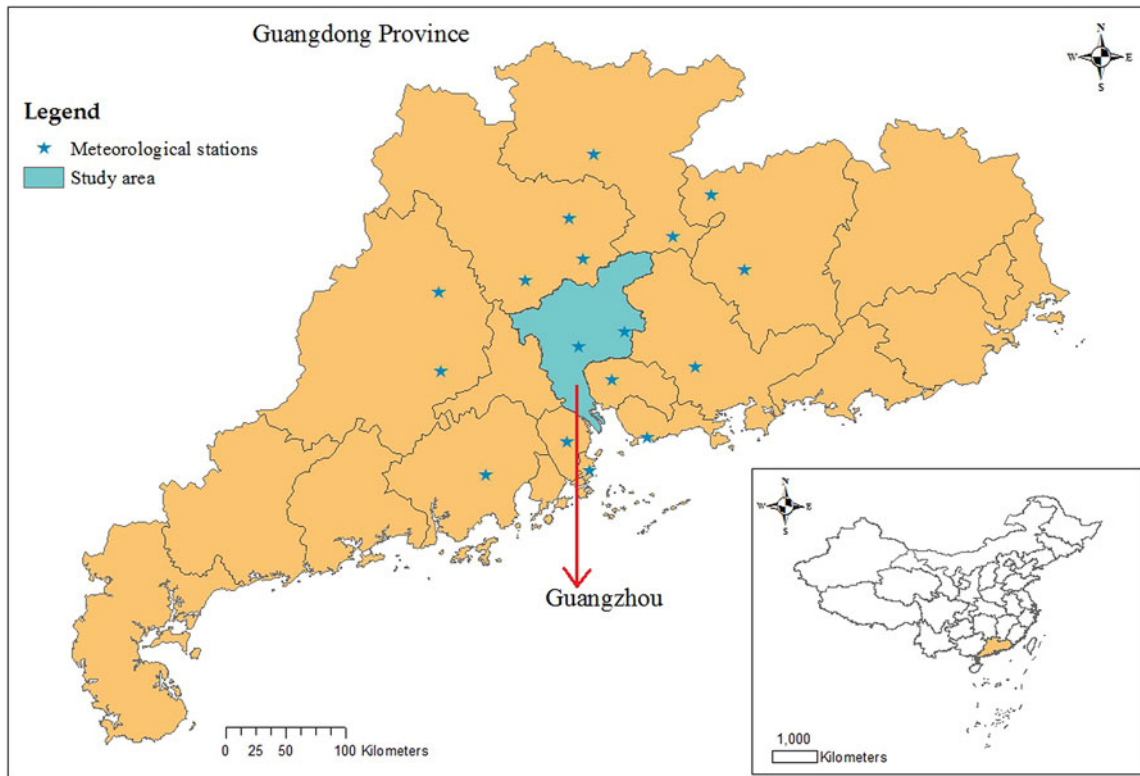 Guangdong Province
N
W E
S
Legend
Meteorological stations
Study area
Guangzhou
0 25 50 100 Kilometers
N
W E
S
1,000
Kilometers